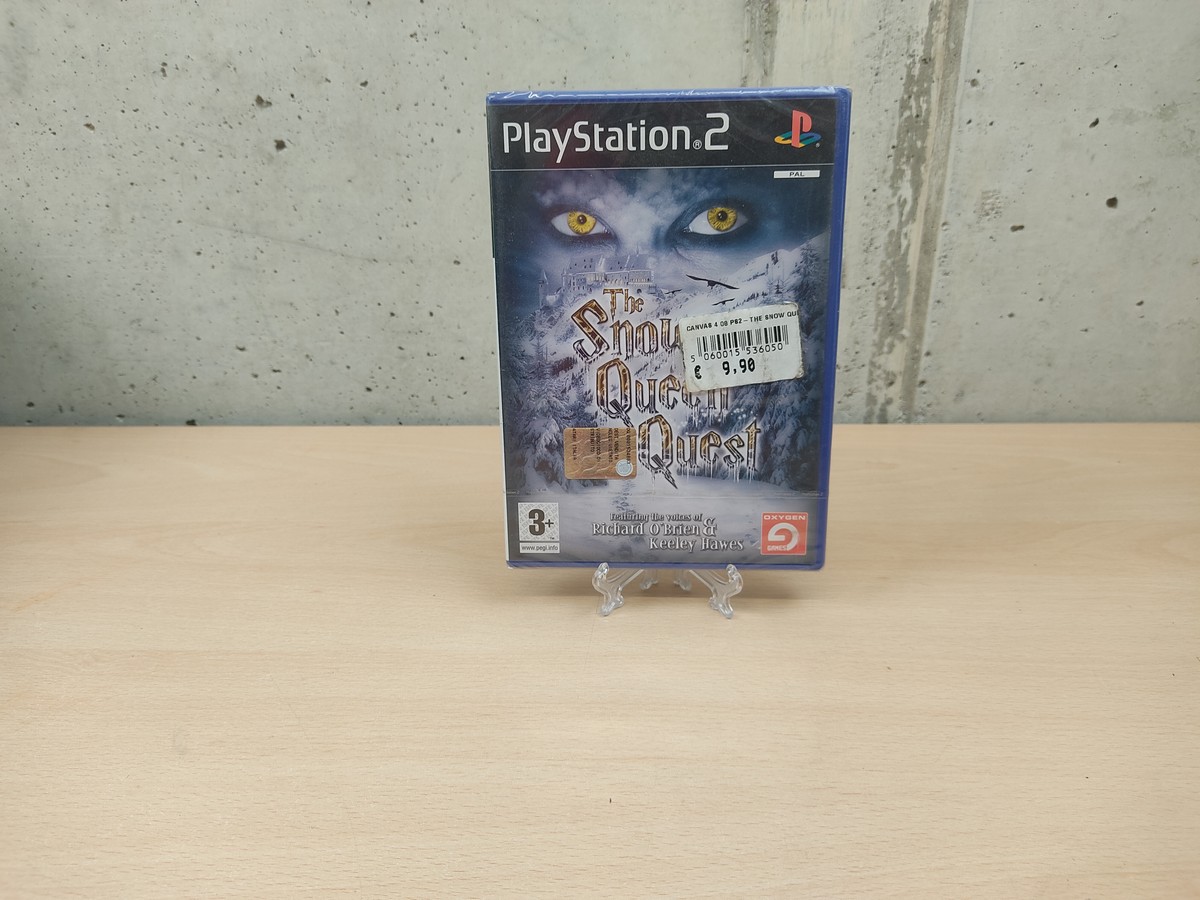 PlayStation®2
PAL
The
Snow
CANVAS 4 08 PS2 - THE SNOW QU
5 060015 536050
€ 9,90
Queen
Quest
3+
www.pegi.info
featuring the voices of
Richard O'Brien &
Keeley Hawes
OXYGEN
GAMES